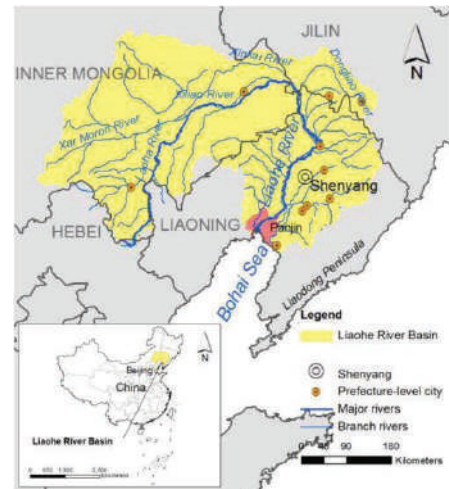 JILIN
INNER MONGOLIA
Xinkai River
Dongliao River
Xiliao River
Xar Moron River
Laoha River
Liaohe River
Shenyang
LIAONING
HEBEI
Panjin
Bohai Sea
Liaodong Peninsula
N
Legend
Liaohe River Basin
Shenyang
Prefecture-level city
Major rivers
Branch rivers
90
180
Kilometers
N
Beijing
China
Liaohe River Basin